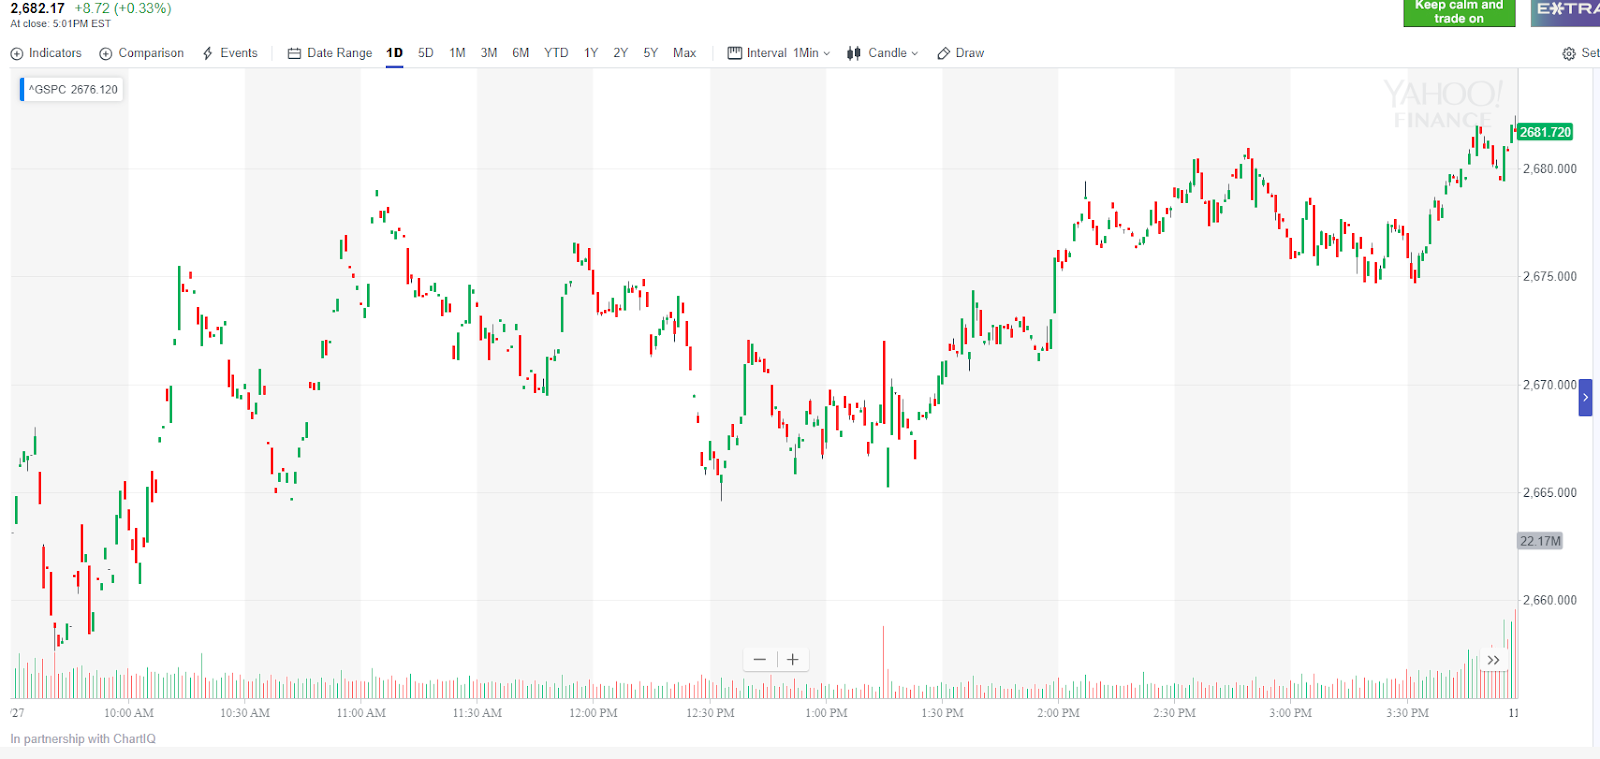 2,682.17 +8.72 (+0.33%)
At close: 5:01PM EST
Keep calm and
trade on
EXTRA
Indicators Comparison Events Date Range 1D 5D 1M 3M 6M YTD 1Y 2Y 5Y Max Interval 1Min Candle Draw Set
^GSPC 2676.120
YAHOO!
FINANCE
2681.720
2,680.000
2,675.000
2,670.000
2,665.000
22.17M
2,660.000
27 10:00 AM 10:30 AM 11:00 AM 11:30 AM 12:00 PM 12:30 PM 1:00 PM 1:30 PM 2:00 PM 2:30 PM 3:00 PM 3:30 PM 11
In partnership with ChartIQ